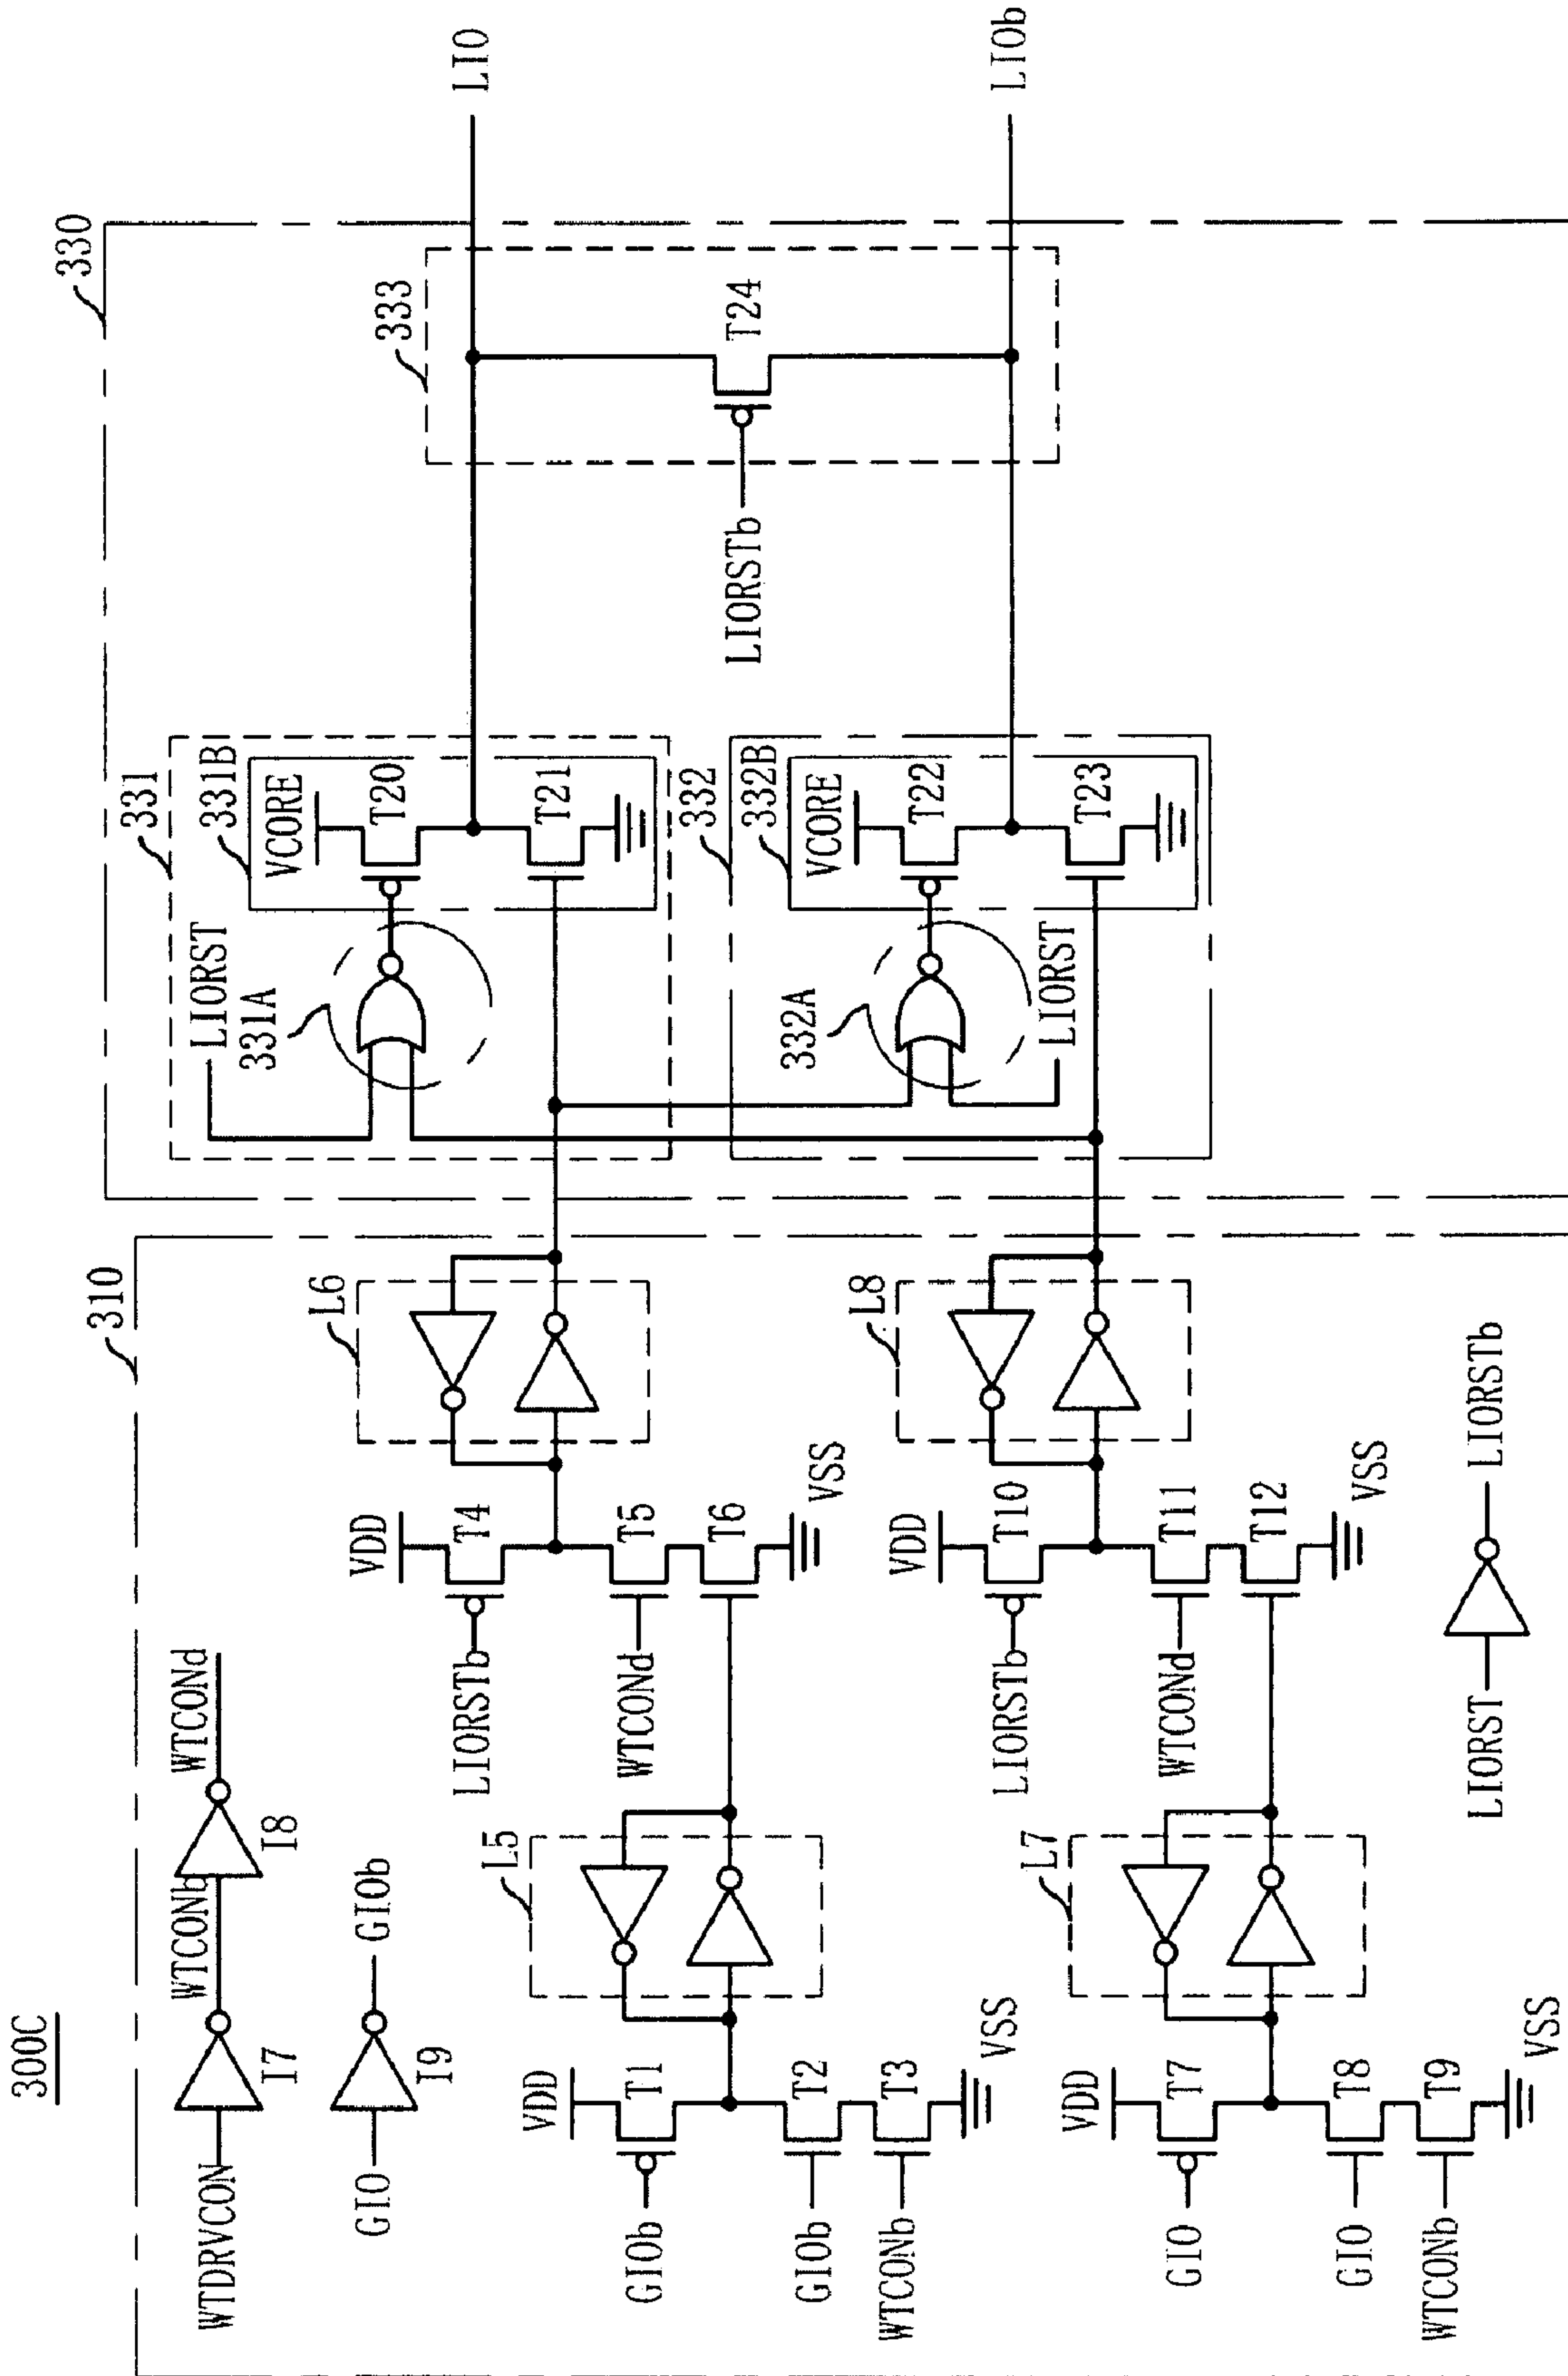 300C
310
330
WTDRVCON
I7
WTCONb
I8
WTCONd
GIO
I9
GIOb
VDD
T1
GIOb
GIOb
T2
WTCONb
T3
VSS
L5
VDD
T4
LIORSTb
WTCONd
T5
T6
VSS
L6
VDD
T7
GIO
GIO
T8
WTCONb
T9
VSS
L7
VDD
T10
LIORSTb
WTCONd
T11
T12
VSS
L8
LIORST
LIORSTb
331
LIORST
331A
331B
VCORE
T20
T21
332
332A
LIORST
332B
VCORE
T22
T23
333
LIORSTb
T24
LIO
LIOb